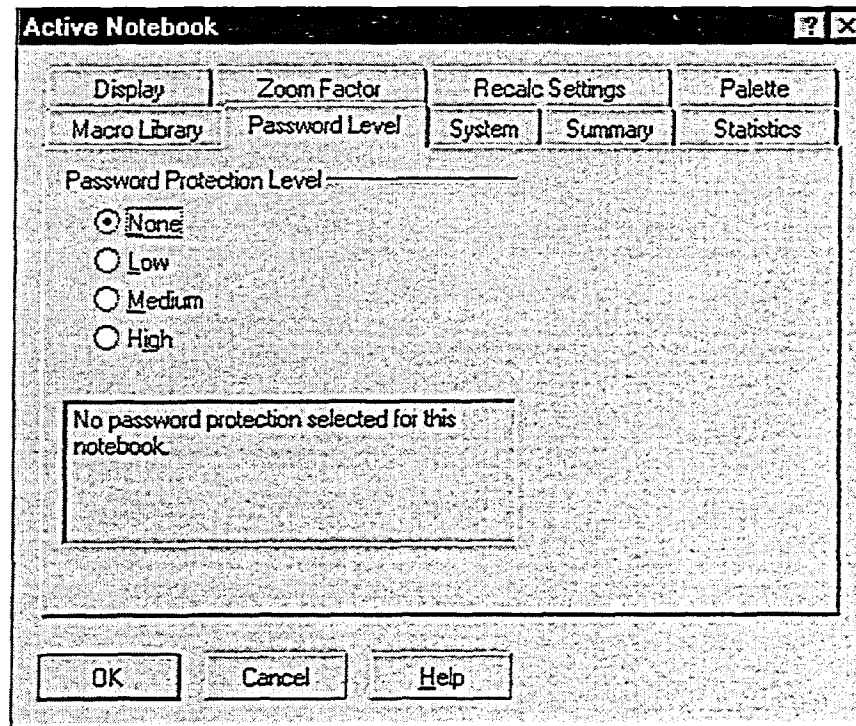 Active Notebook
Display Zoom Factor Recalc Settings Palette
Macro Library Password Level System Summary Statistics
Password Protection Level
None
Low
Medium
High
No password protection selected for this
notebook.
OK Cancel Help